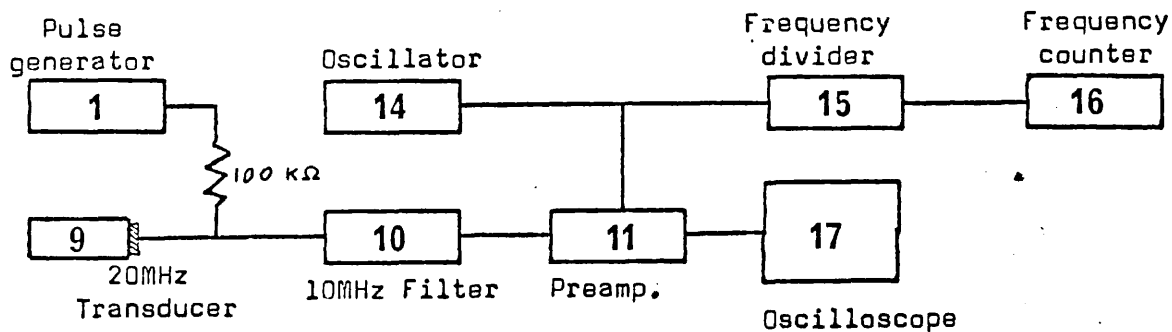 Pulse
generator
1
Oscillator
14
Frequency
divider
15
Frequency
counter
16
100 KΩ
9
20MHz
Transducer
10
10MHz Filter
11
Preamp.
17
Oscilloscope